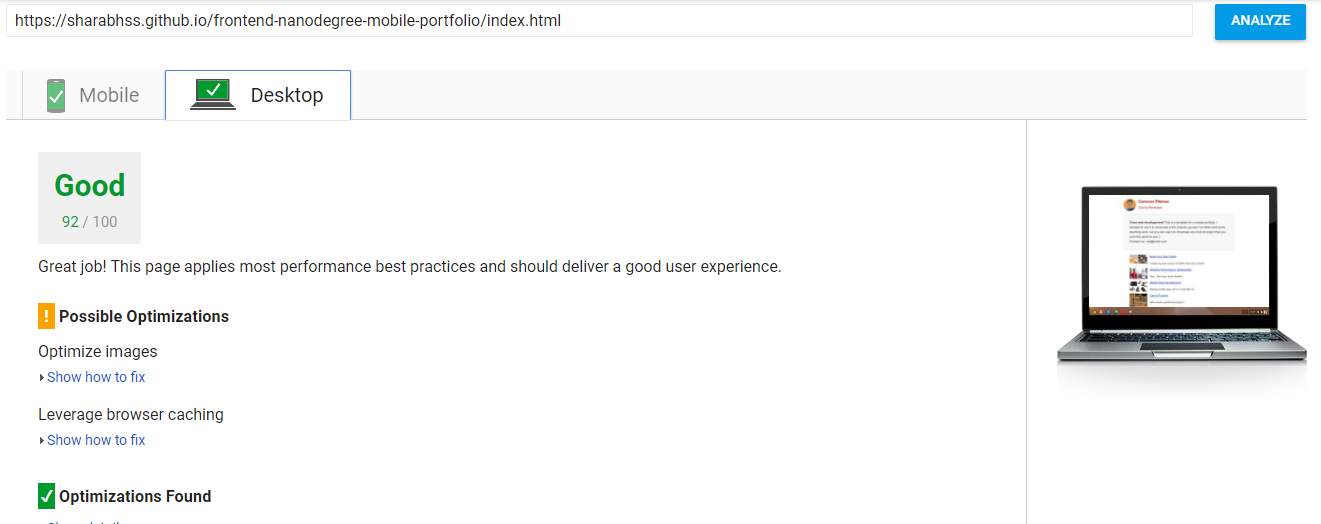 https://sharabhss.github.io/frontend-nanodegree-mobile-portfolio/index.html
ANALYZE
Mobile
Desktop
Good
92 / 100
Great job! This page applies most performance best practices and should deliver a good user experience.
! Possible Optimizations
Optimize images
Show how to fix
Leverage browser caching
Show how to fix
Optimizations Found
Cameron Pittman